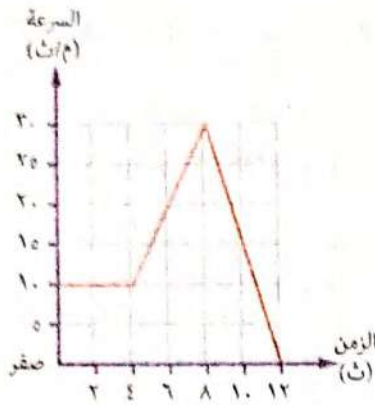 السرعة
(م/ث)
٣٠
٢٥
٢٠
١٥
١٠
٥
صفر
٢ ٤ ٦ ٨ ١٠ ١٢
الزمن
(ث)